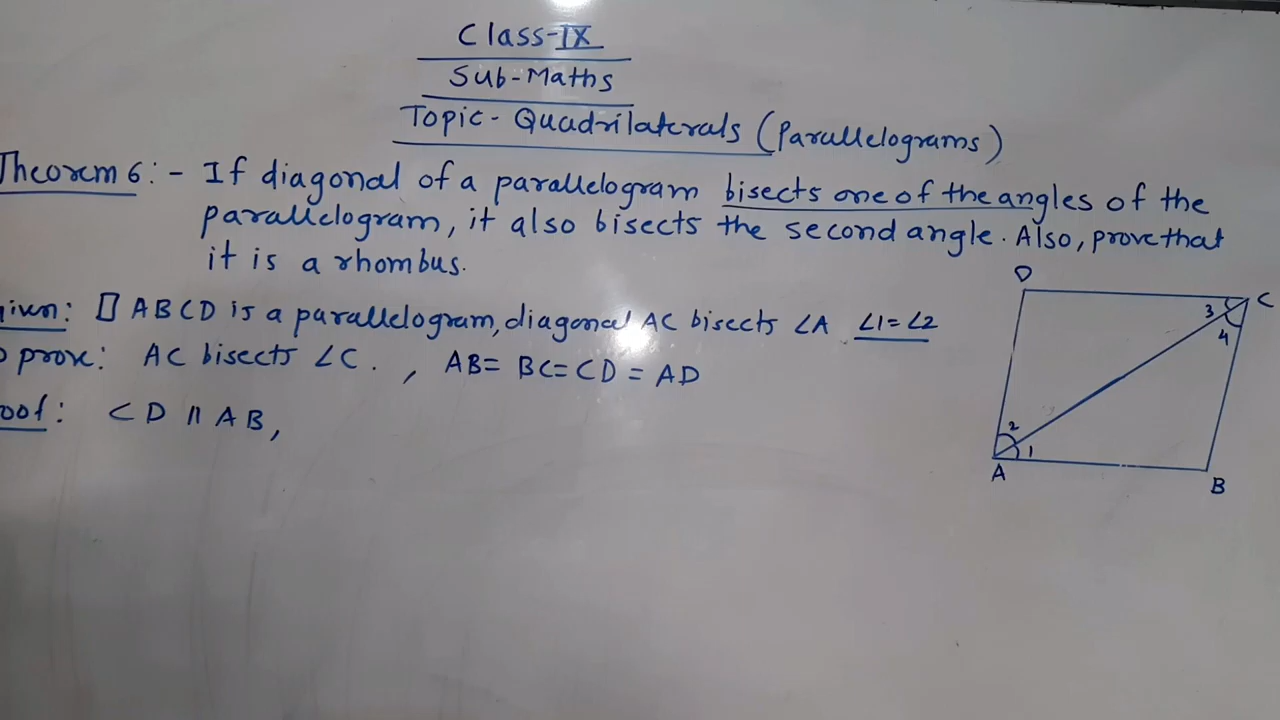 Class-IX
Sub-Maths
Topic- Quadrilaterals (Parallelograms)
Theorem 6:- If diagonal of a parallelogram bisects one of the angles of the
parallelogram, it also bisects the second angle. Also, prove that
it is a rhombus.
given: ▯ ABCD is a parallelogram, diagonal AC bisects ∠A ∠1=∠2
o prove: AC bisects ∠C. , AB= BC=CD = AD
oof: CD || AB,
D
C
3
4
2
1
A
B